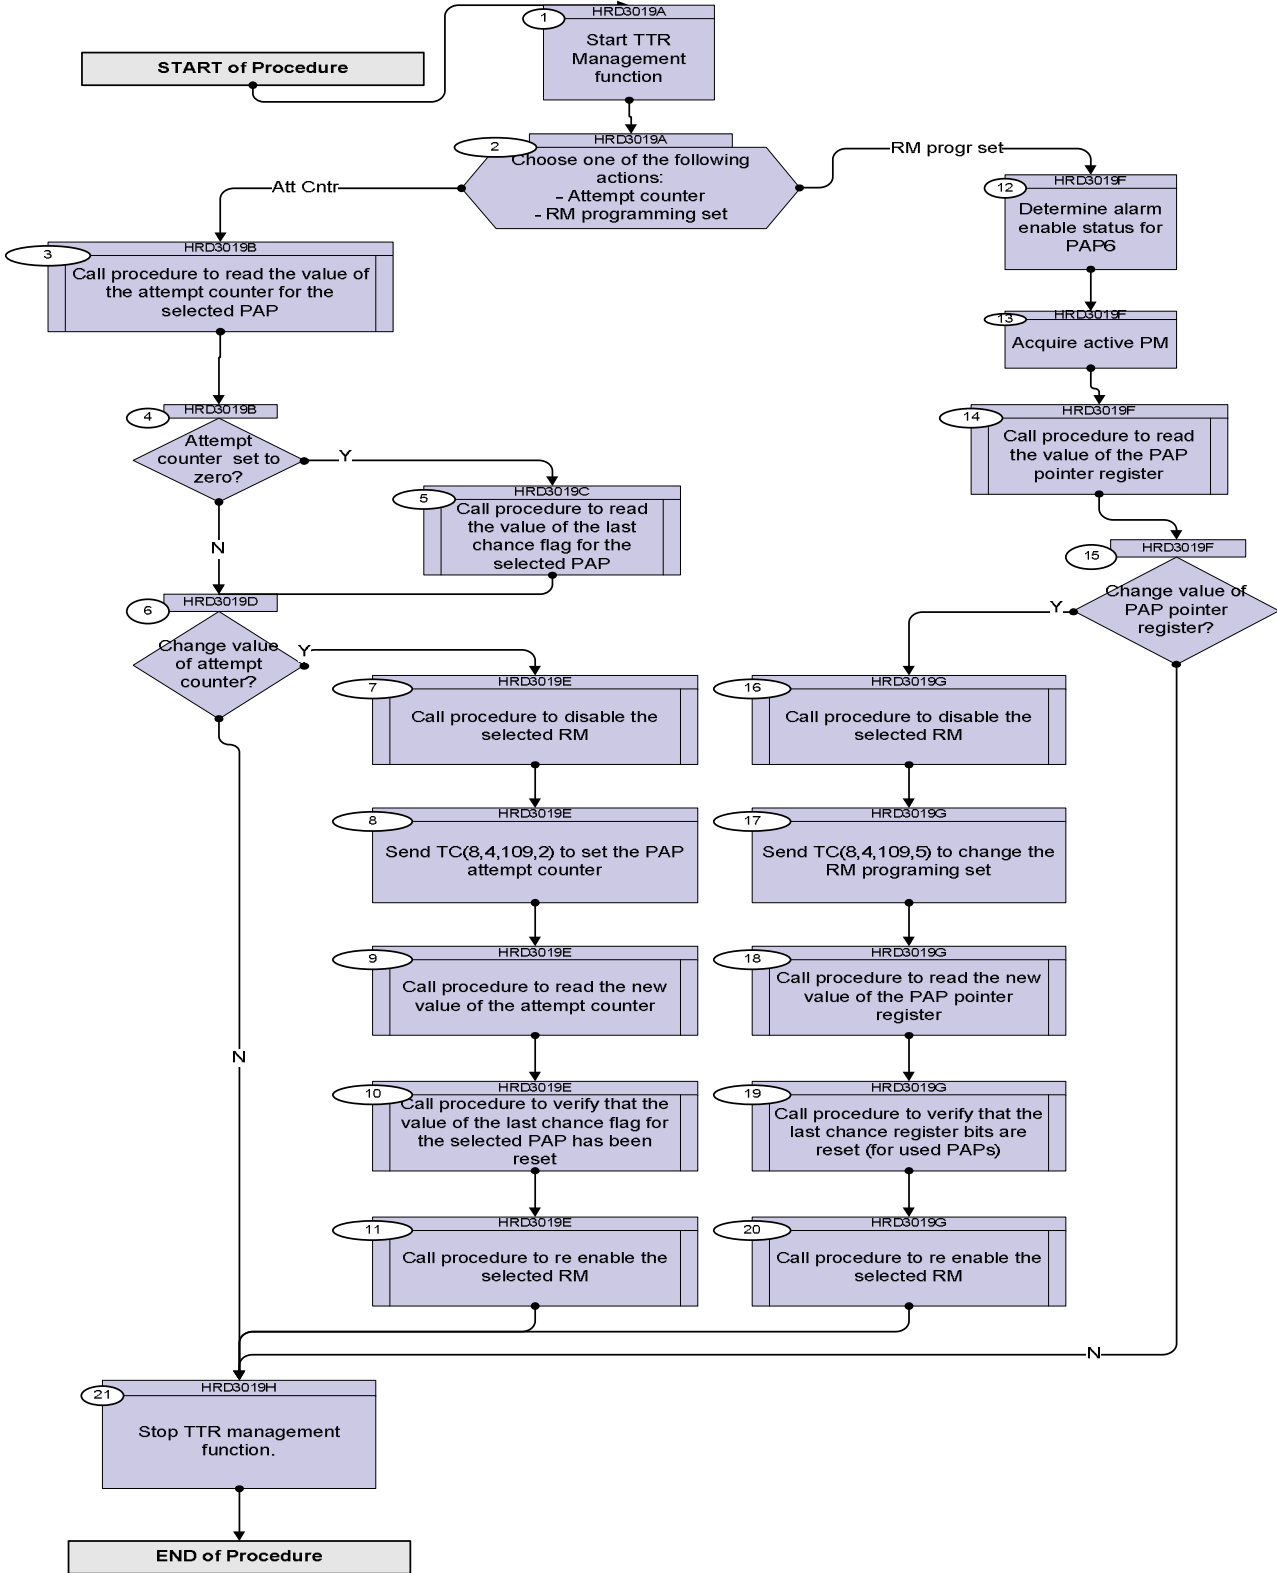 START of Procedure
HRD3019A
1
Start TTR
Management
function
HRD3019A
2
Choose one of the following
actions:
- Attempt counter
- RM programming set
Att Cntr
RM progr set
HRD3019B
3
Call procedure to read the value of
the attempt counter for the
selected PAP
HRD3019B
4
Attempt
counter set to
zero?
Y
N
HRD3019C
5
Call procedure to read
the value of the last
chance flag for the
selected PAP
HRD3019D
6
Change value
of attempt
counter?
Y
N
HRD3019E
7
Call procedure to disable the
selected RM
HRD3019E
8
Send TC(8,4,109,2) to set the PAP
attempt counter
HRD3019E
9
Call procedure to read the new
value of the attempt counter
HRD3019E
10
Call procedure to verify that the
value of the last chance flag for
the selected PAP has been
reset
HRD3019E
11
Call procedure to re enable the
selected RM
HRD3019F
12
Determine alarm
enable status for
PAP6
HRD3019F
13
Acquire active PM
HRD3019F
14
Call procedure to read
the value of the PAP
pointer register
HRD3019F
15
Change value of
PAP pointer
register?
Y
N
HRD3019G
16
Call procedure to disable the
selected RM
HRD3019G
17
Send TC(8,4,109,5) to change the
RM programing set
HRD3019G
18
Call procedure to read the new
value of the PAP pointer
register
HRD3019G
19
Call procedure to verify that the
last chance register bits are
reset (for used PAPs)
HRD3019G
20
Call procedure to re enable the
selected RM
HRD3019H
21
Stop TTR management
function.
END of Procedure